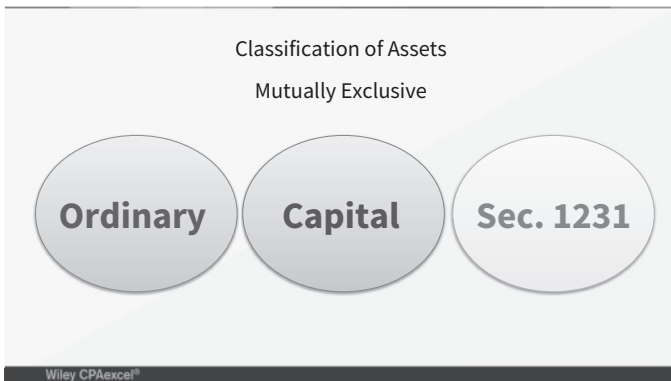 Classification of Assets
Mutually Exclusive
Ordinary Capital Sec. 1231
Wiley CPAexcel®